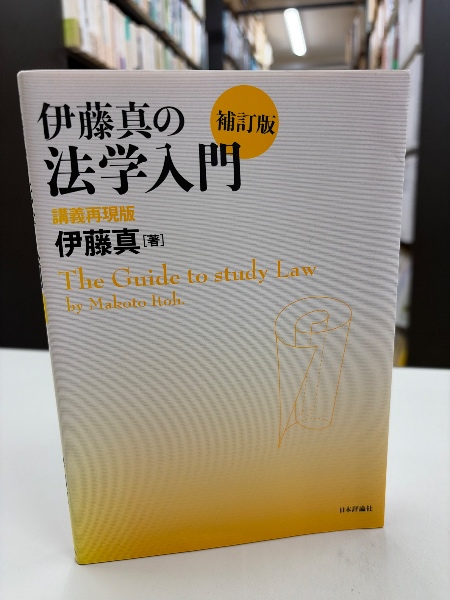 伊藤真の
補訂版
法学入門
講義再現版
伊藤真[著]
The Guide to study Law
by Makoto Itoh.
日本評論社